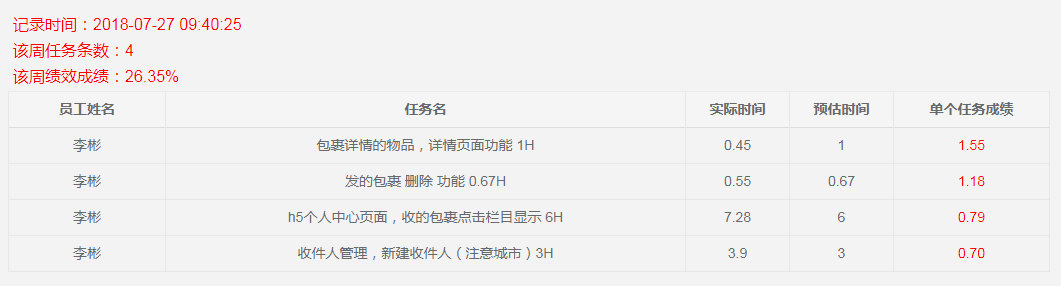 记录时间：2018-07-27 09:40:25
该周任务条数：4
该周绩效成绩：26.35%
员工姓名 任务名 实际时间 预估时间 单个任务成绩
李彬 包裹详情的物品，详情页面功能 1H 0.45 1 1.55
李彬 发的包裹 删除 功能 0.67H 0.55 0.67 1.18
李彬 h5个人中心页面，收的包裹点击栏目显示 6H 7.28 6 0.79
李彬 收件人管理，新建收件人（注意城市）3H 3.9 3 0.70